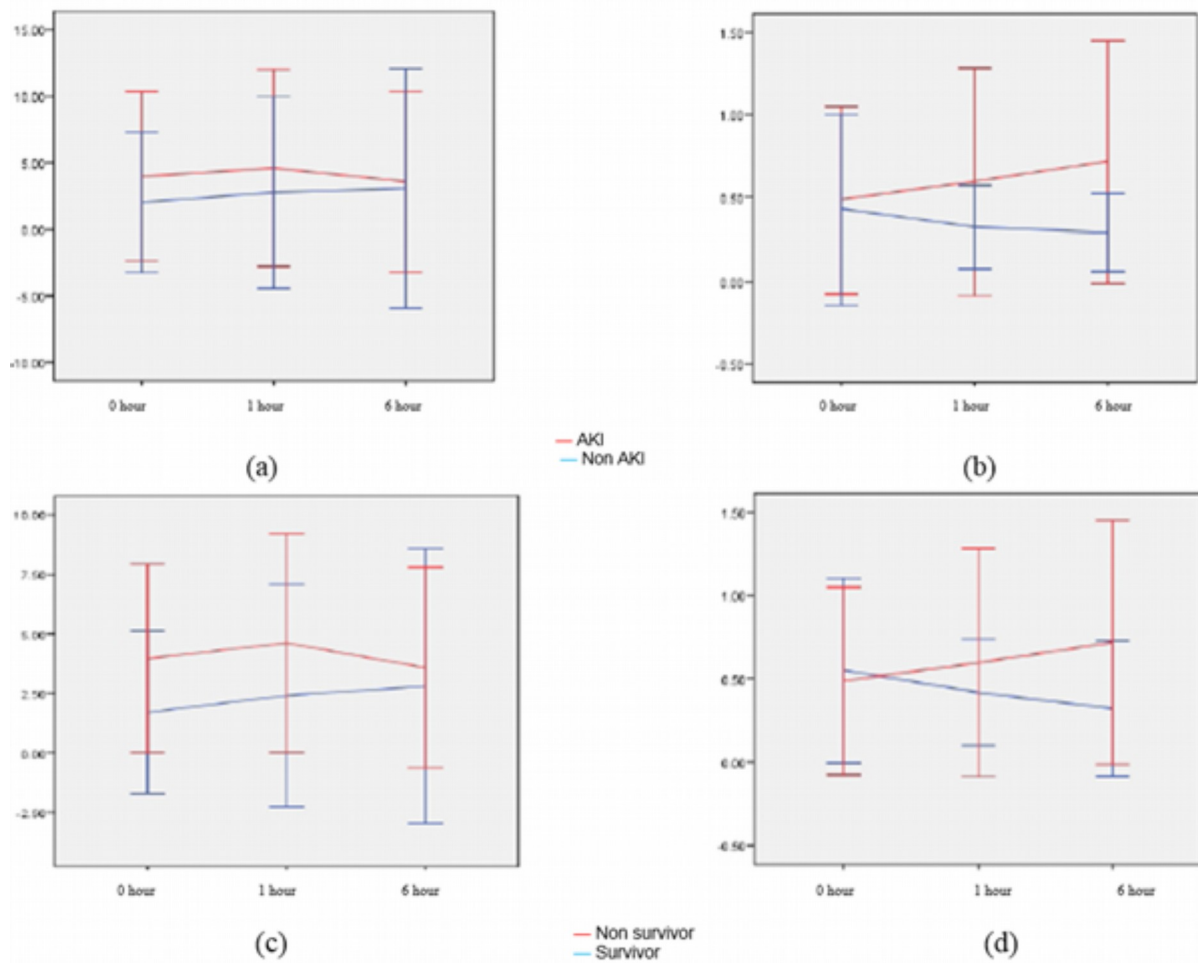 15.00
10.00
5.00
0.00
-5.00
-10.00
0 hour
1 hour
6 hour
(a)
1.50
1.00
0.50
0.00
-0.50
0 hour
1 hour
6 hour
(b)
AKI
Non AKI
10.00
7.50
5.00
2.50
0.00
0 hour
1 hour
6 hour
(c)
1.50
1.00
0.50
0.00
-0.50
0 hour
1 hour
6 hour
(d)
Non survivor
Survivor